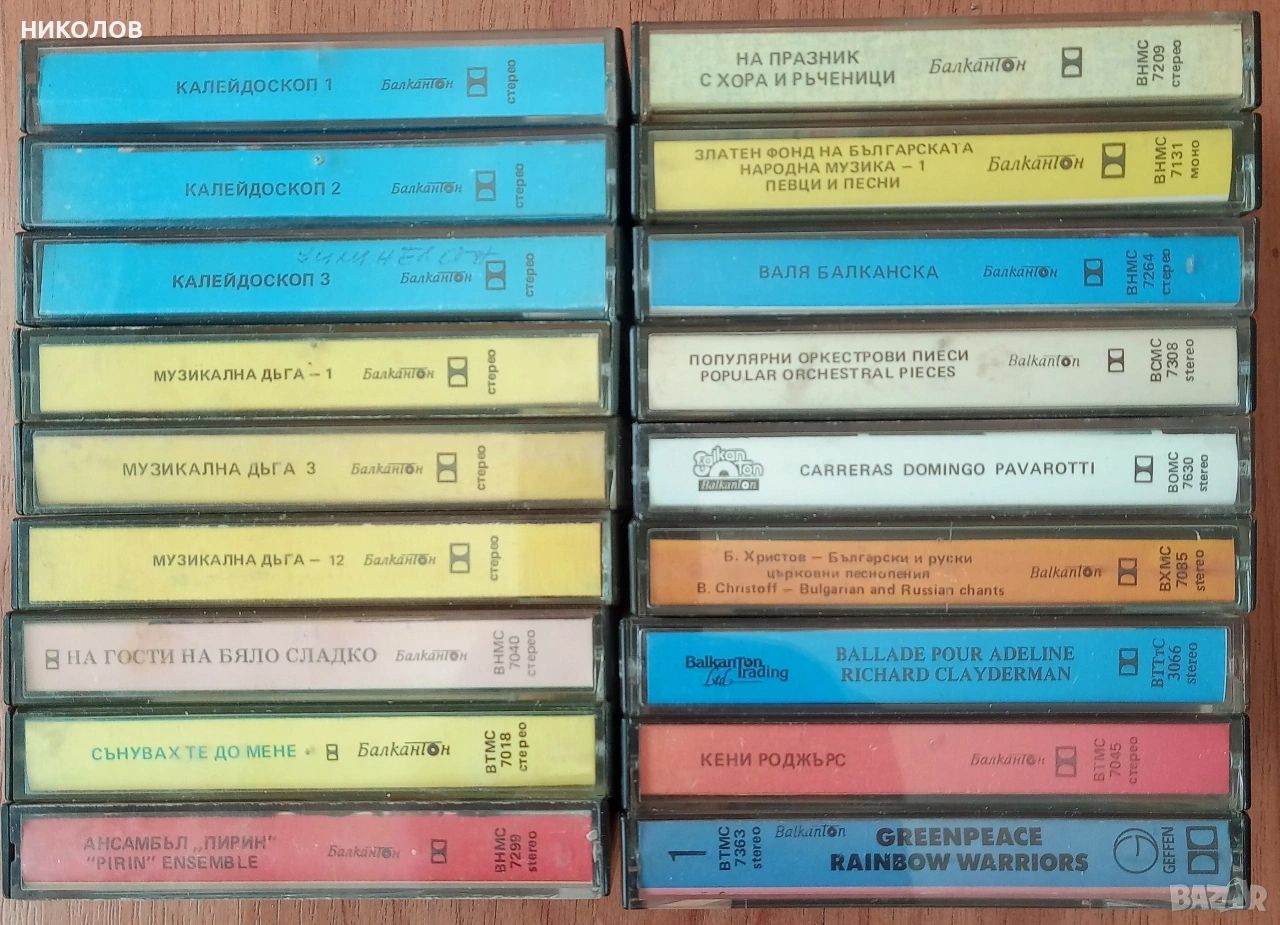 НИКОЛОВ
КАЛЕЙДОСКОП 1 Балкантон стерео
КАЛЕЙДОСКОП 2 Балкантон стерео
КАЛЕЙДОСКОП 3 Балкантон стерео
МУЗИКАЛНА ДЪГА – 1 Балкантон стерео
МУЗИКАЛНА ДЪГА 3 Балкантон стерео
МУЗИКАЛНА ДЪГА – 12 Балкантон стерео
НА ГОСТИ НА БЯЛО СЛАДКО Балкантон
ВНМС
7040
стерео
СЪНУВАХ ТЕ ДО МЕНЕ Балкантон
ВТМС
7018
стерео
АНСАМБЪЛ „ПИРИН"
"PIRIN" ENSEMBLE
Балкантон
ВНМС
7299
stereo
НА ПРАЗНИК
С ХОРА И РЪЧЕНИЦИ
Балкантон
ВНМС
7209
стерео
ЗЛАТЕН ФОНД НА БЪЛГАРСКАТА
НАРОДНА МУЗИКА – 1
ПЕВЦИ И ПЕСНИ
Балкантон
ВНМС
7131
моно
ВАЛЯ БАЛКАНСКА Балкантон
ВНМС
7264
стерео
ПОПУЛЯРНИ ОРКЕСТРОВИ ПИЕСИ
POPULAR ORCHESTRAL PIECES
Balkanton
ВСМС
7308
stereo
Balkanton
Balkanton
CARRERAS DOMINGO PAVAROTTI
ВОМС
7630
stereo
Б. Христов – Български и руски
църковни песнопения
B. Christoff – Bulgarian and Russian chants
Balkanton
ВХМС
7085
stereo
Balkanton
Ltd. Trading
BALLADE POUR ADELINE
RICHARD CLAYDERMAN
BTTтC
3066
stereo
КЕНИ РОДЖЪРС Балкантон
ВТМС
7045
стерео
1
ВТМС
7363
stereo
Balkanton
GREENPEACE
RAINBOW WARRIORS
G
GEFFEN
BAZAR